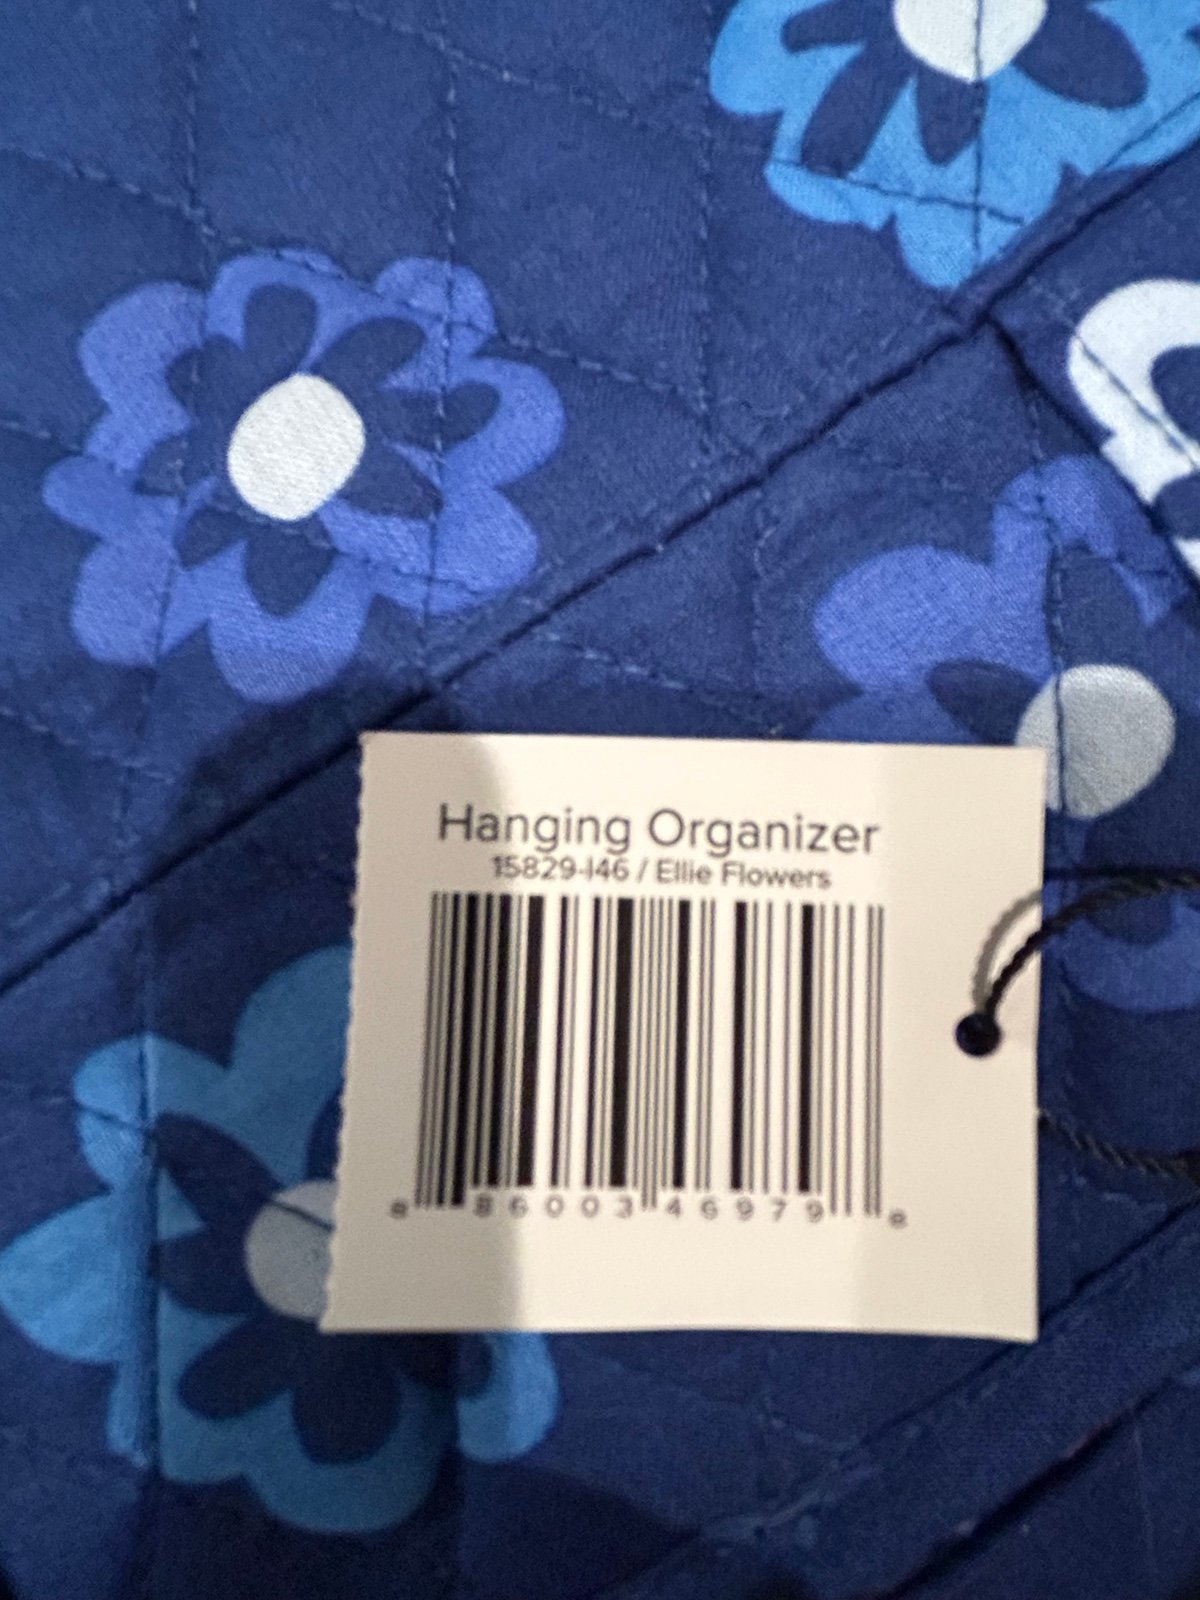 Hanging Organizer
15829-I46 / Ellie Flowers
8 86003 46979 8